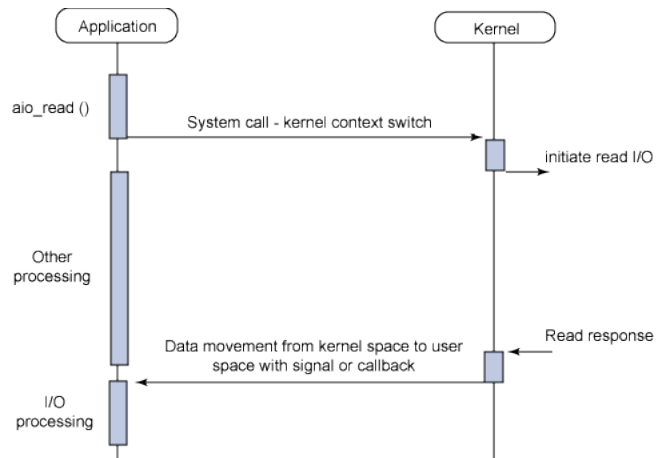 Application
Kernel
aio_read ()
System call - kernel context switch
initiate read I/O
Other
processing
Read response
Data movement from kernel space to user
space with signal or callback
I/O
processing